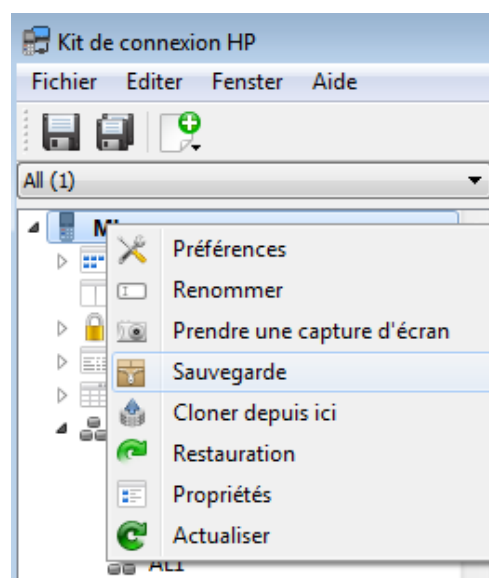 Kit de connexion HP
Fichier Editer Fenster Aide
All (1)
Préférences
Renommer
Prendre une capture d'écran
Sauvegarde
Cloner depuis ici
Restauration
Propriétés
Actualiser